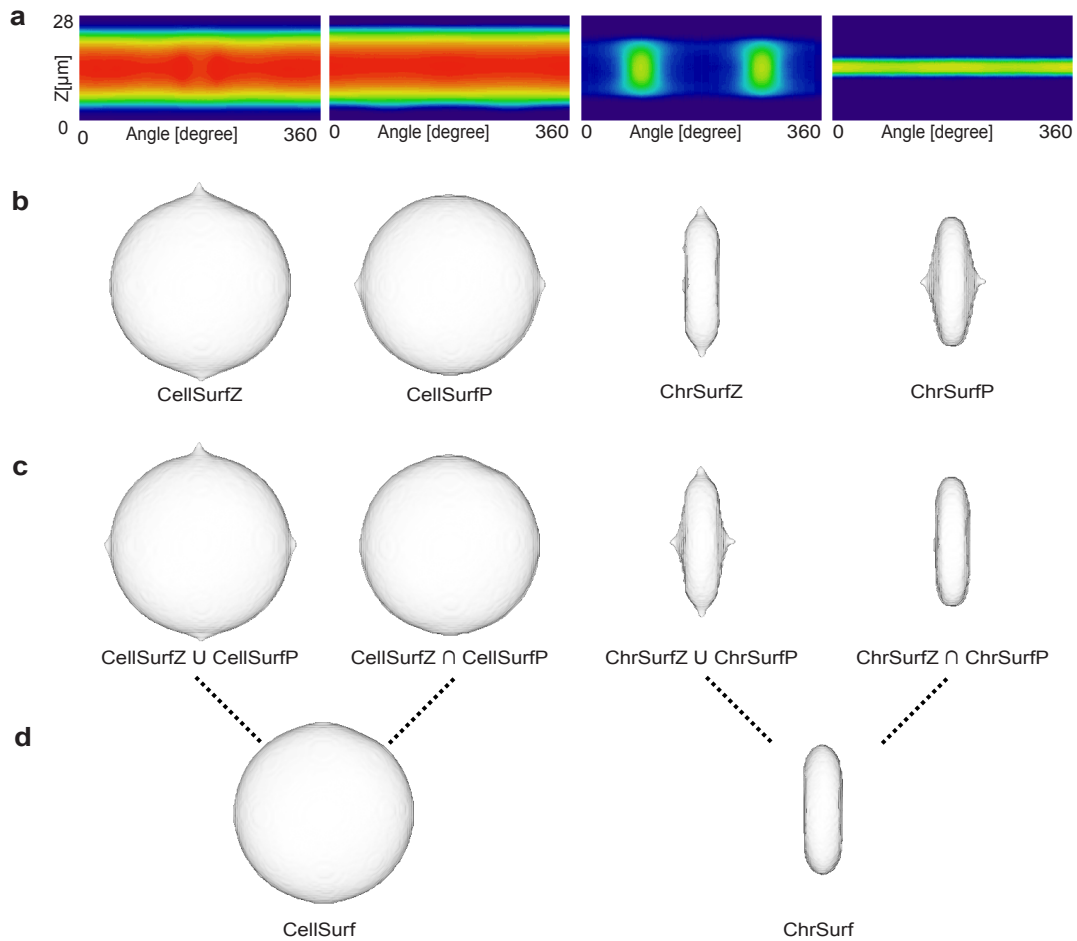 a
28
Z[µm]
0
0 Angle [degree] 360
0 Angle [degree] 360
0 Angle [degree] 360
0 Angle [degree] 360
b
CellSurfZ
CellSurfP
ChrSurfZ
ChrSurfP
c
CellSurfZ U CellSurfP
CellSurfZ ∩ CellSurfP
ChrSurfZ U ChrSurfP
ChrSurfZ ∩ ChrSurfP
d
CellSurf
ChrSurf